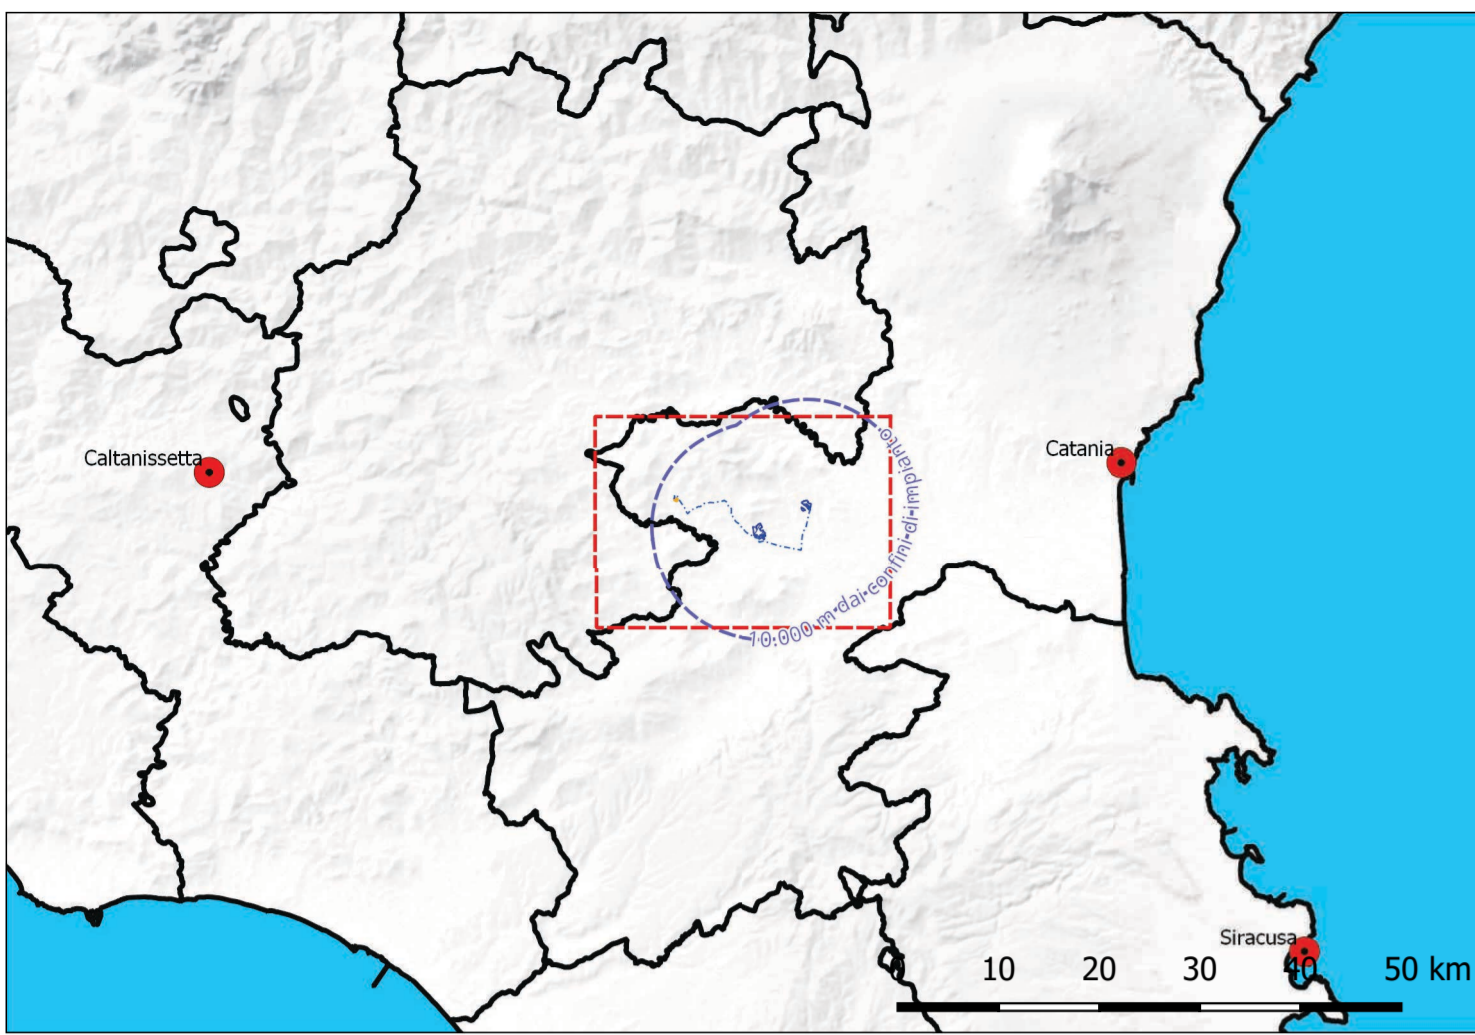 Caltanissetta
Catania
10.000 m dai confini di impianto
Siracusa
0 10 20 30 40 50 km